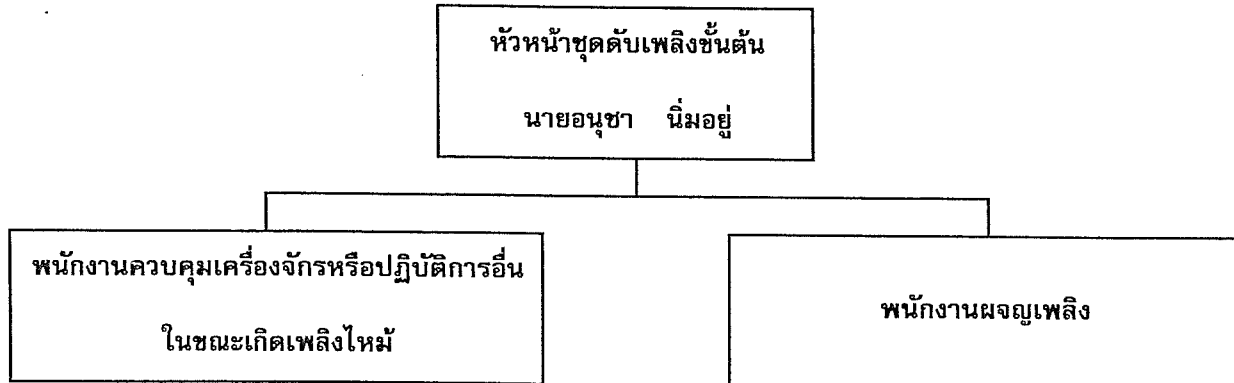 หัวหน้าชุดดับเพลิงขั้นต้น
นายอนุชา นิ่มอยู่
พนักงานควบคุมเครื่องจักรหรือปฏิบัติการอื่น
ในขณะเกิดเพลิงไหม้
พนักงานผจญเพลิง